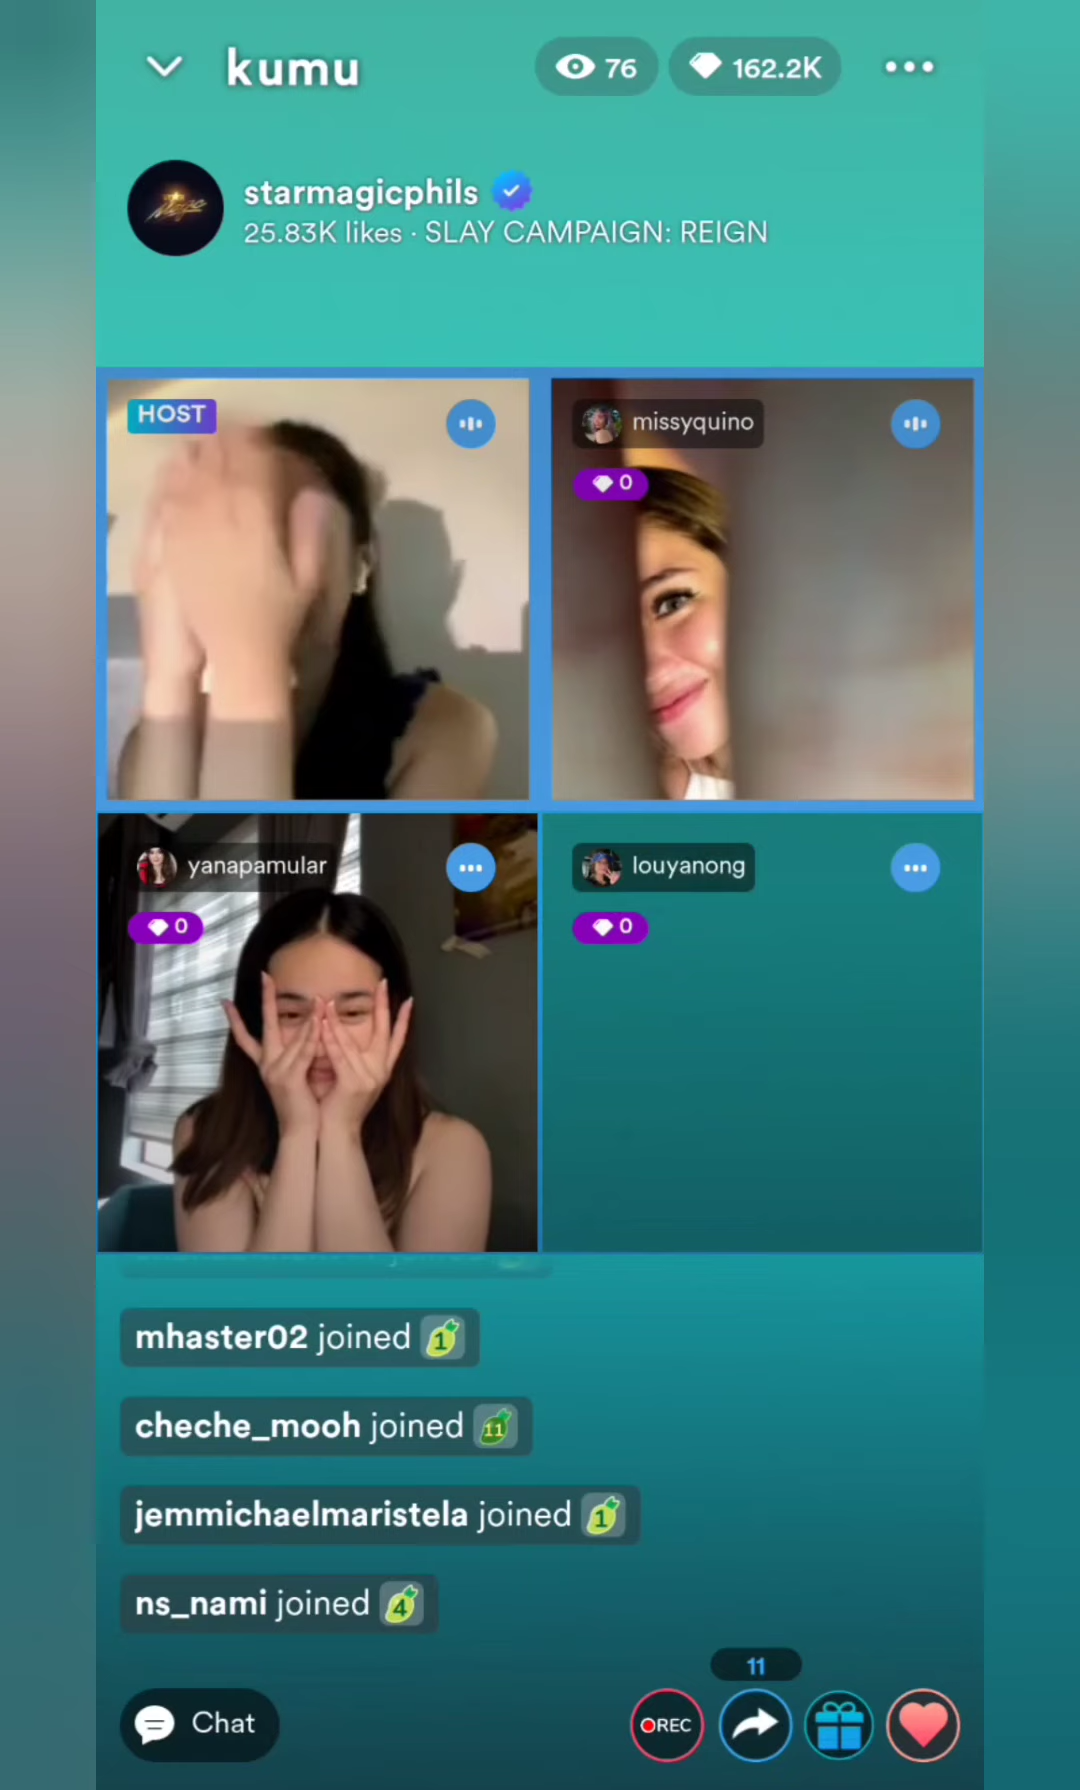 kumu
76
162.2K
starmagicphils
25.83K likes · SLAY CAMPAIGN: REIGN
HOST
missyquino
0
yanapamular
0
louyanong
0
mhaster02 joined 1
cheche_mooh joined 11
jemmichaelmaristela joined 1
ns_nami joined 4
11
Chat
REC